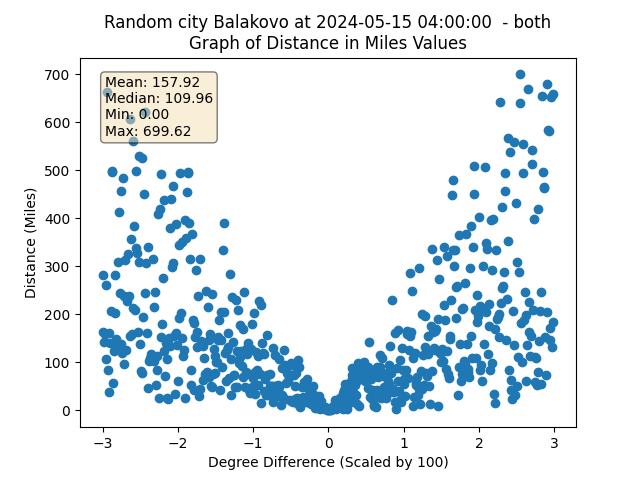 Random city Balakovo at 2024-05-15 04:00:00 - both
Graph of Distance in Miles Values
Mean: 157.92
Median: 109.96
Min: 0.00
Max: 699.62
700
600
500
400
300
200
100
0
Distance (Miles)
−3
−2
−1
0
1
2
3
Degree Difference (Scaled by 100)